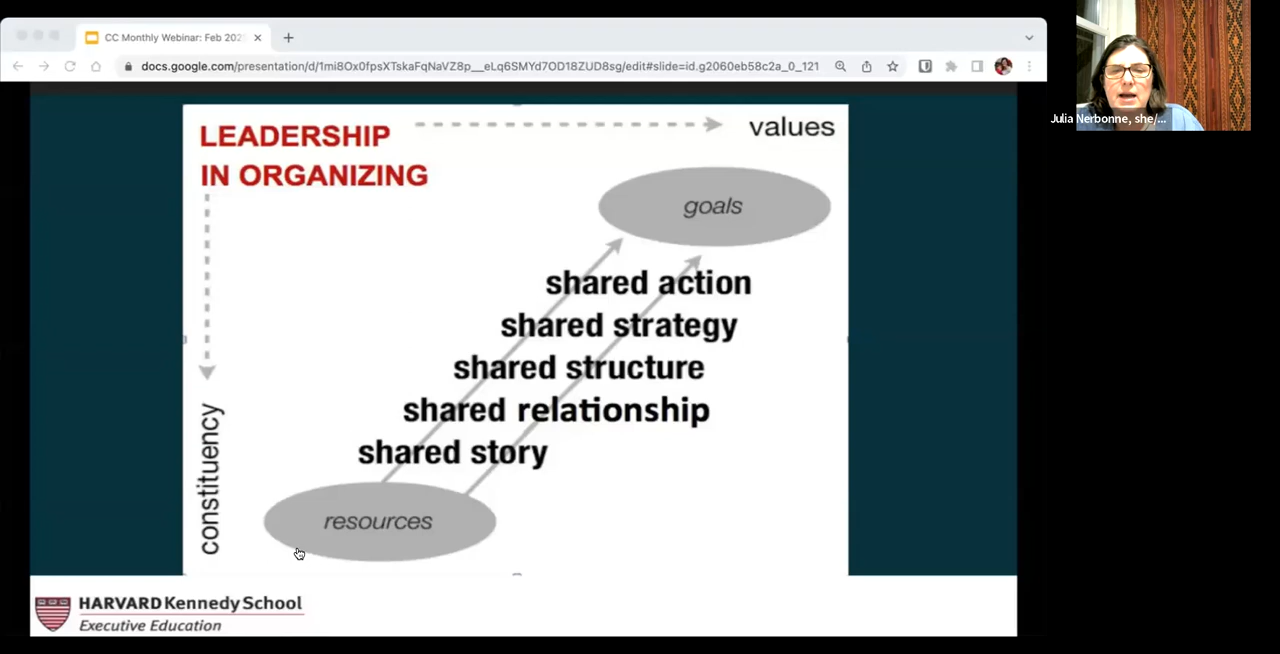 CC Monthly Webinar: Feb 202
docs.google.com/presentation/d/1mi8Ox0fpsXTskaFqNaVZ8p__eLq6SMYd7OD18ZUD8sg/edit#slide=id.g2060eb58c2a_0_121
Julia Nerbonne, she/...
LEADERSHIP
IN ORGANIZING
values
goals
shared action
shared strategy
shared structure
shared relationship
shared story
constituency
resources
HARVARD Kennedy School
Executive Education